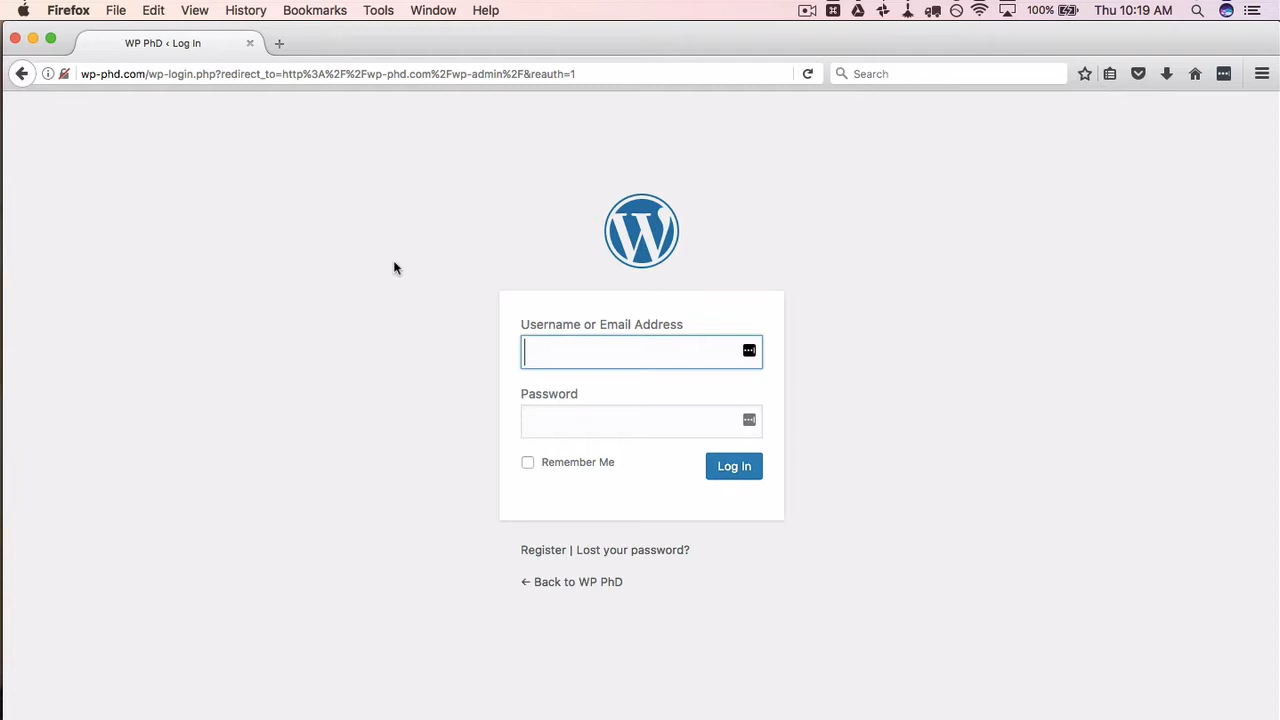 Firefox File Edit View History Bookmarks Tools Window Help 100% Thu 10:19 AM
WP PhD ‹ Log In
wp-phd.com/wp-login.php?redirect_to=http%3A%2F%2Fwp-phd.com%2Fwp-admin%2F&reauth=1 Search
Username or Email Address
Password
Remember Me Log In
Register | Lost your password?
← Back to WP PhD